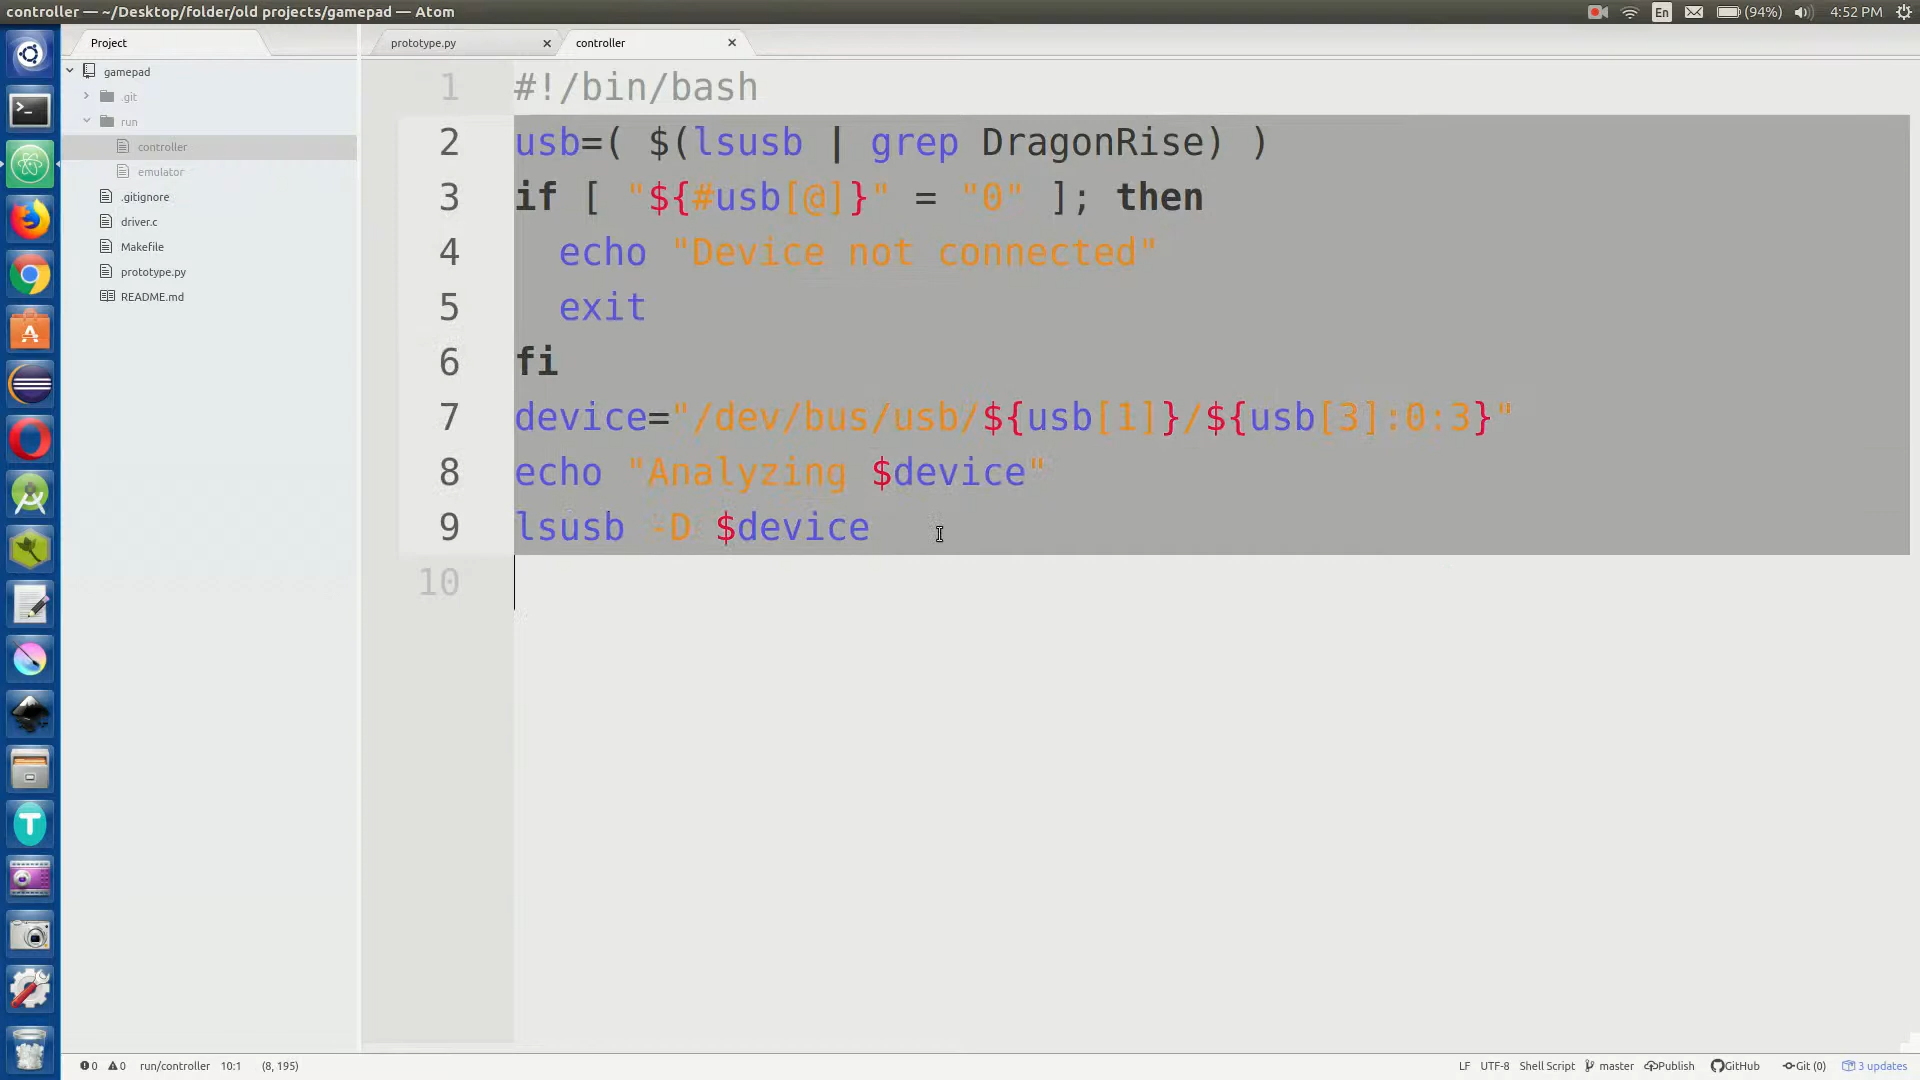 controller — ~/Desktop/folder/old projects/gamepad — Atom
En
(94%)
4:52 PM
Project
prototype.py
controller
gamepad
.git
run
controller
emulator
.gitignore
driver.c
Makefile
prototype.py
README.md
1 #!/bin/bash
2 usb=( $(lsusb | grep DragonRise) )
3 if [ "${#usb[@]}" = "0" ]; then
4 echo "Device not connected"
5 exit
6 fi
7 device="/dev/bus/usb/${usb[1]}/${usb[3]:0:3}"
8 echo "Analyzing $device"
9 lsusb -D $device
10
0 0 run/controller 10:1 (8, 195)
LF UTF-8 Shell Script master Publish GitHub Git (0) 3 updates